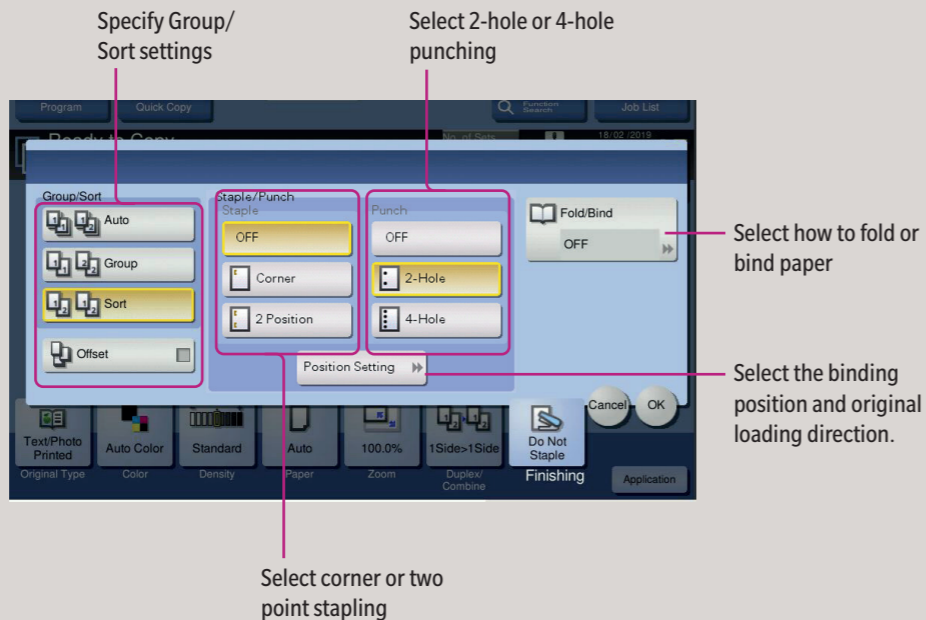 Specify Group/
Sort settings
Select 2-hole or 4-hole
punching
Program
Quick Copy
Function
Search
Job List
Ready to Copy
No. of Sets
1
18/02 /2019
Group/Sort
Auto
Group
Sort
Offset
Staple/Punch
Staple
OFF
Corner
2 Position
Punch
OFF
2-Hole
4-Hole
Position Setting
Fold/Bind
OFF
Select how to fold or
bind paper
Select the binding
position and original
loading direction.
Cancel
OK
Text/Photo
Printed
Auto Color
Standard
Auto
100.0%
1Side>1Side
Do Not
Staple
Original Type
Color
Density
Paper
Zoom
Duplex/
Combine
Finishing
Application
Select corner or two
point stapling